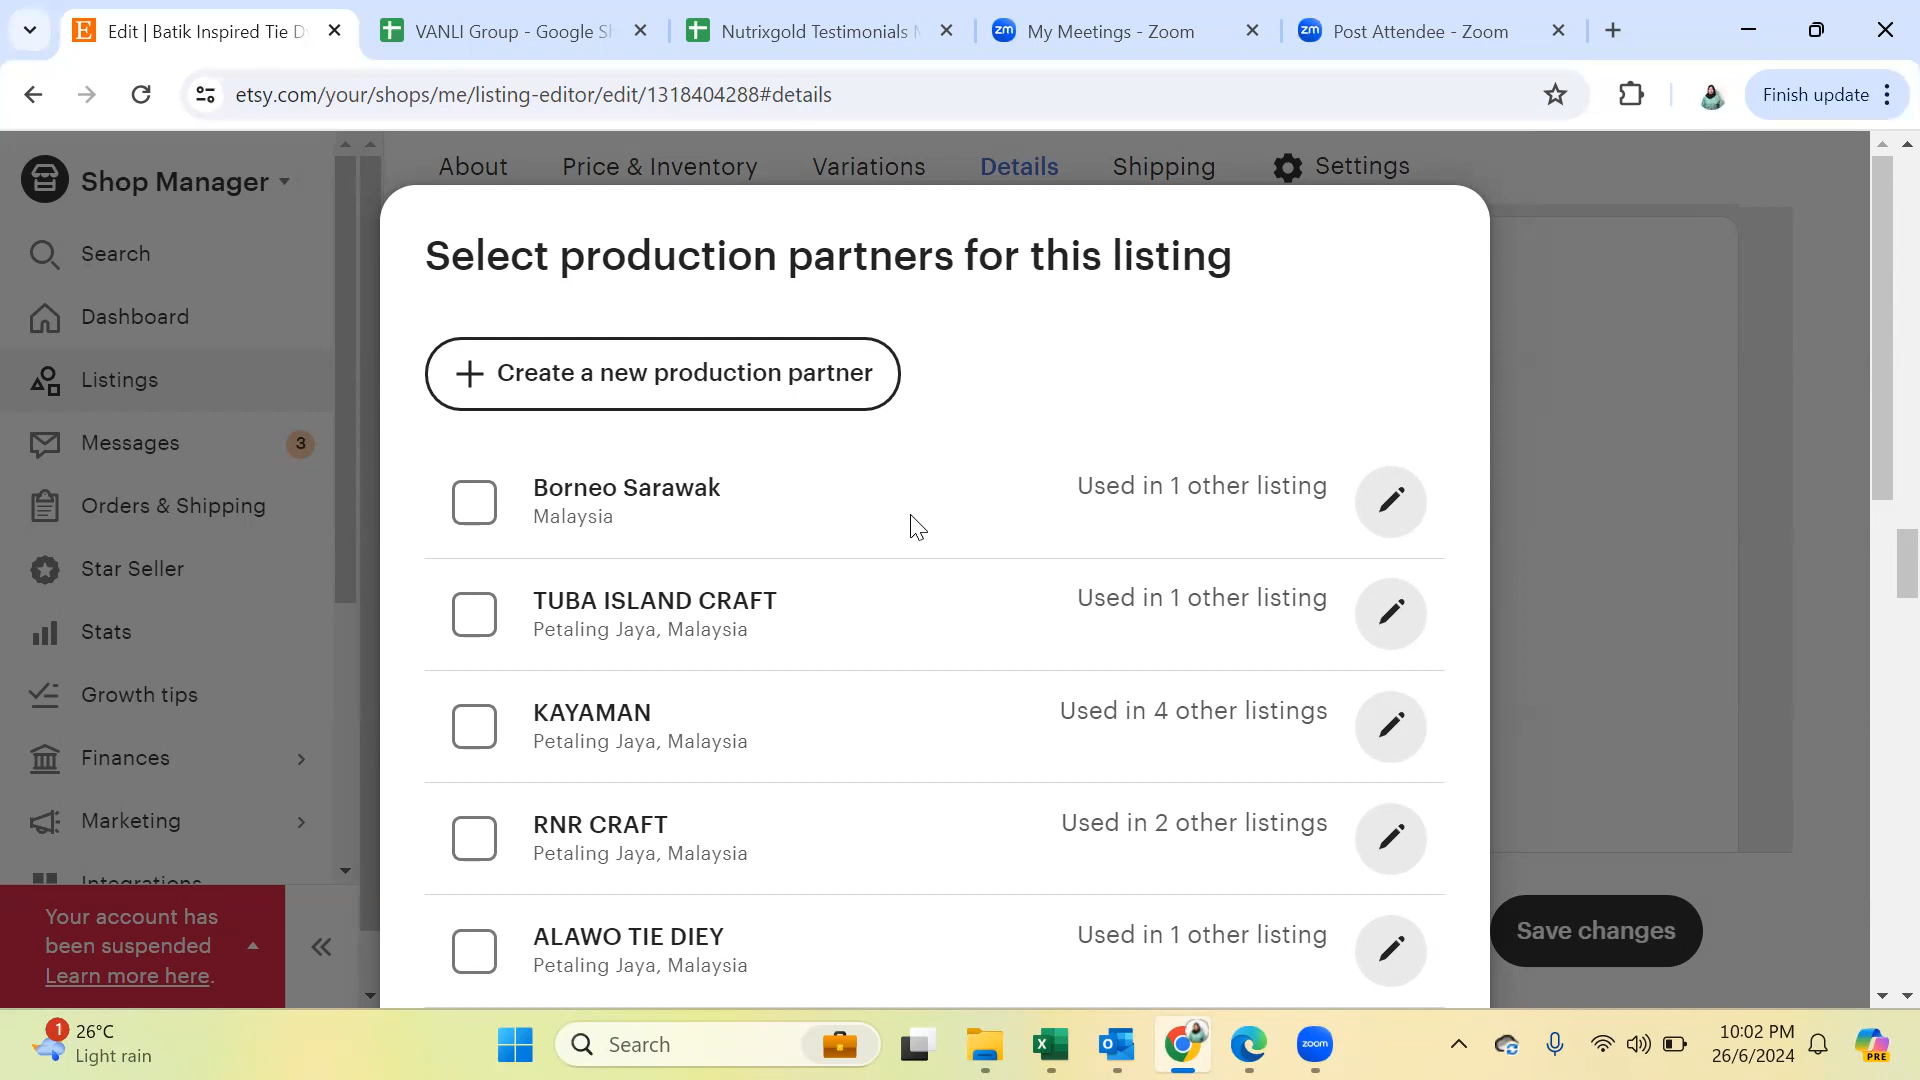 Edit | Batik Inspired Tie D
VANLI Group - Google Sh
Nutrixgold Testimonials
My Meetings - Zoom
Post Attendee - Zoom
etsy.com/your/shops/me/listing-editor/edit/1318404288#details
Finish update
Shop Manager
About
Price & Inventory
Variations
Details
Shipping
Settings
Search
Dashboard
Listings
Messages
3
Orders & Shipping
Star Seller
Stats
Growth tips
Finances
Marketing
Integrations
Your account has
been suspended
Learn more here.
Select production partners for this listing
Create a new production partner
Borneo Sarawak
Malaysia
Used in 1 other listing
TUBA ISLAND CRAFT
Petaling Jaya, Malaysia
Used in 1 other listing
KAYAMAN
Petaling Jaya, Malaysia
Used in 4 other listings
RNR CRAFT
Petaling Jaya, Malaysia
Used in 2 other listings
ALAWO TIE DIEY
Petaling Jaya, Malaysia
Used in 1 other listing
Save changes
1
26°C
Light rain
Search
zoom
10:02 PM
26/6/2024
PRE